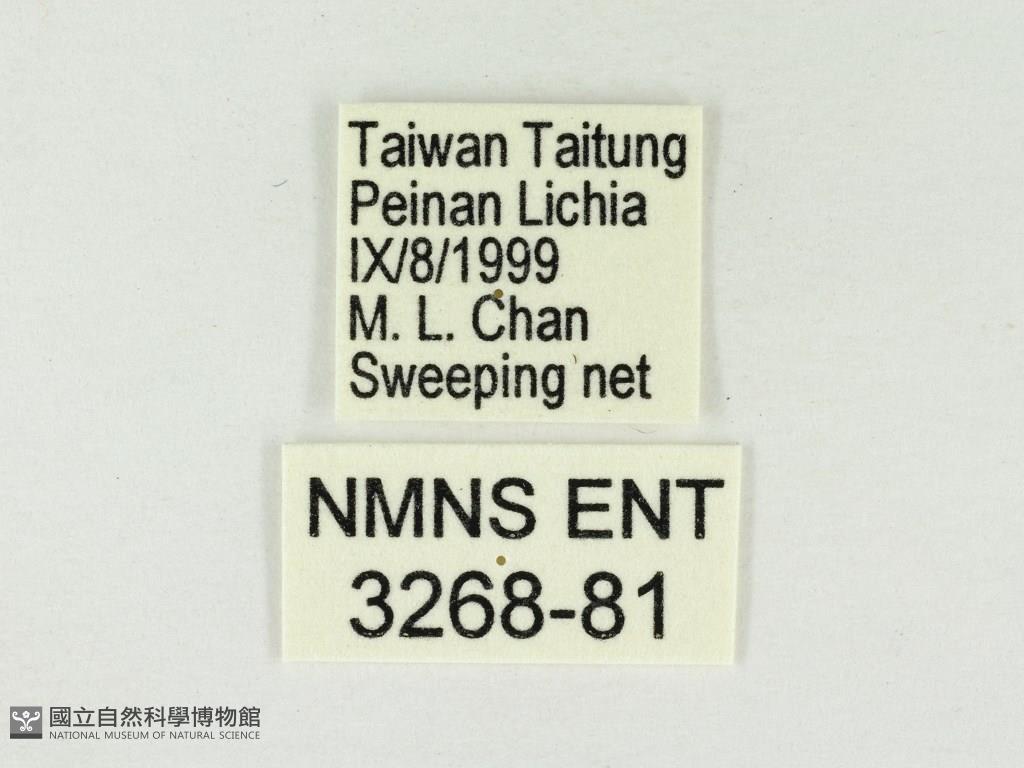 Taiwan Taitung
Peinan Lichia
IX/8/1999
M. L. Chan
Sweeping net
NMNS ENT
3268-81
國立自然科學博物館
NATIONAL MUSEUM OF NATURAL SCIENCE